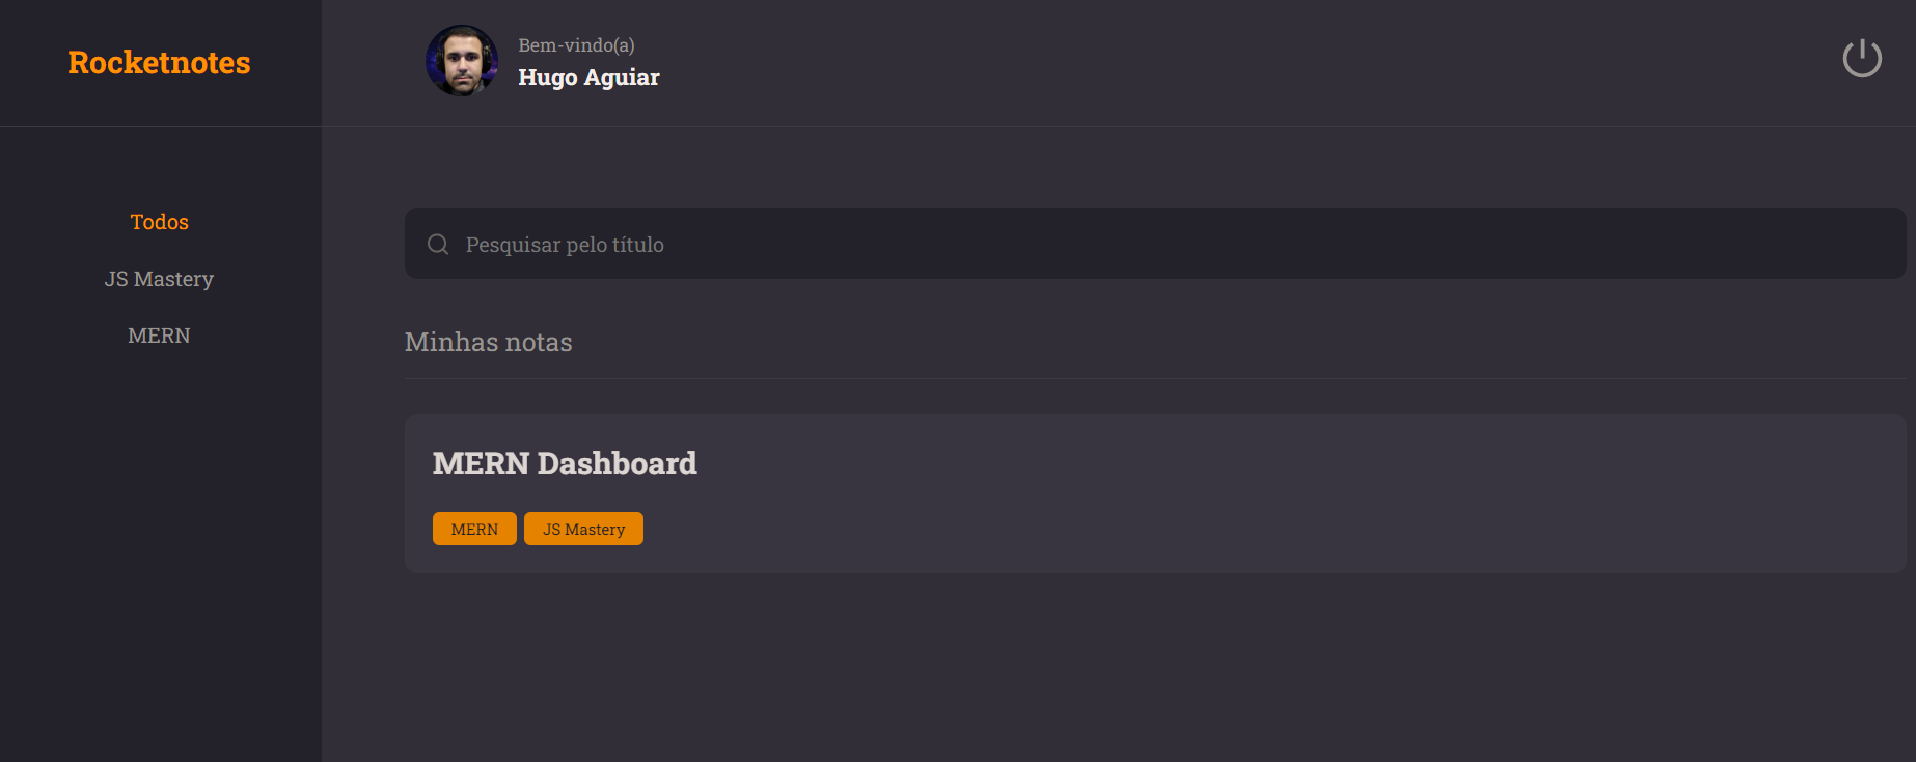 Rocketnotes
Bem-vindo(a)
Hugo Aguiar
Todos
JS Mastery
MERN
Pesquisar pelo título
Minhas notas
MERN Dashboard
MERN JS Mastery